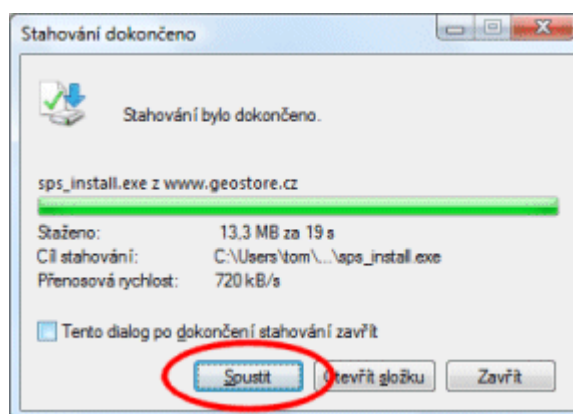 Stahování dokončeno
Stahování bylo dokončeno.
sps_install.exe z www.geostore.cz
Staženo: 13,3 MB za 19 s
Cíl stahování: C:\Users\tom\...\sps_install.exe
Přenosová rychlost: 720 kB/s
Tento dialog po dokončení stahování zavřít
Spustit Otevřít složku Zavřít